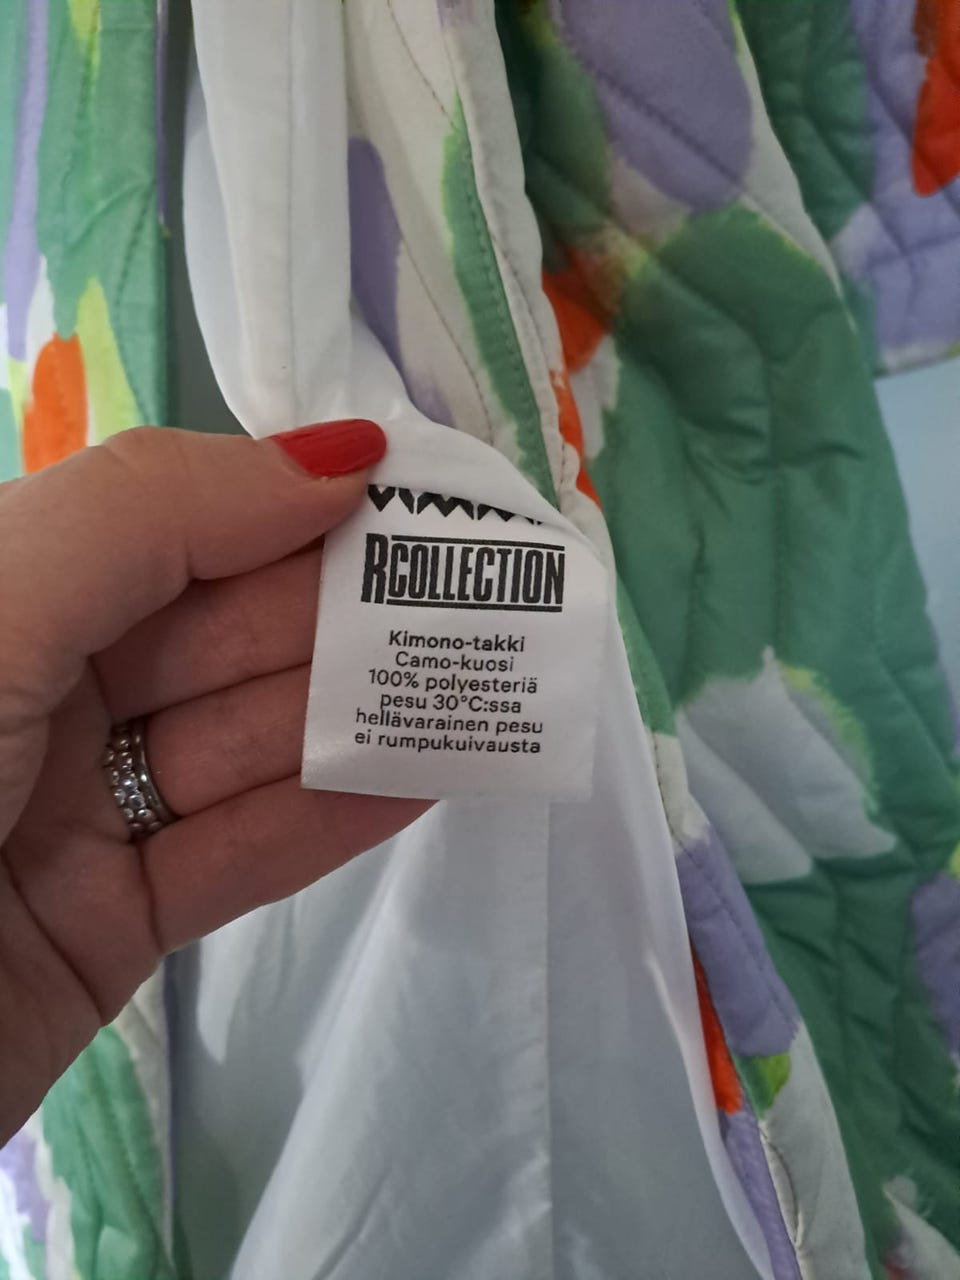 RCOLLECTION
Kimono-takki
Camo-kuosi
100% polyesteriä
pesu 30°C:ssa
hellävarainen pesu
ei rumpukuivausta